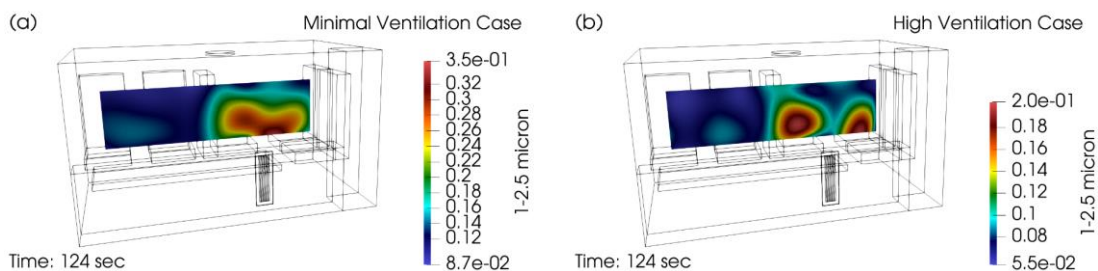 (a)
Minimal Ventilation Case
3.5e-01
0.32
0.3
0.28
0.26
0.24
0.22
0.2
0.18
0.16
0.14
0.12
8.7e-02
1-2.5 micron
Time: 124 sec
(b)
High Ventilation Case
2.0e-01
0.18
0.16
0.14
0.12
0.1
0.08
5.5e-02
1-2.5 micron
Time: 124 sec